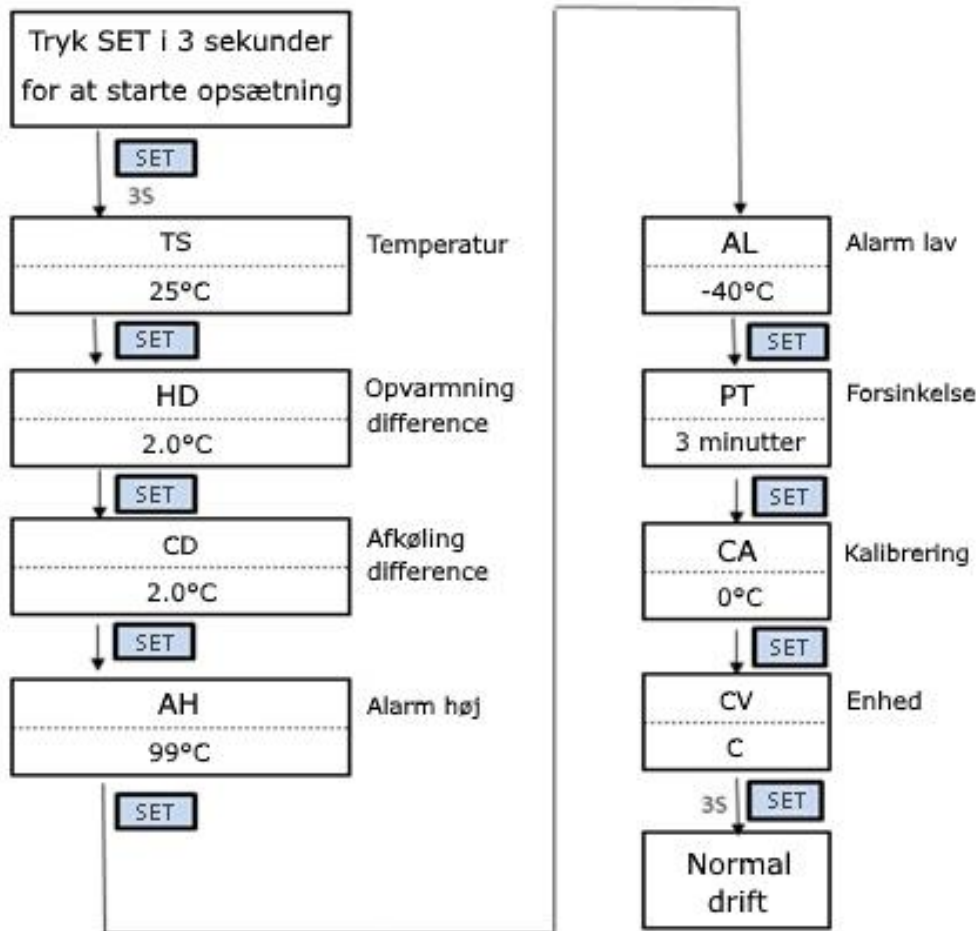 Tryk SET i 3 sekunder
for at starte opsætning
SET
3S
TS
25°C
Temperatur
SET
HD
2.0°C
Opvarmning
difference
SET
CD
2.0°C
Afkøling
difference
SET
AH
99°C
Alarm høj
SET
AL
-40°C
Alarm lav
SET
PT
3 minutter
Forsinkelse
SET
CA
0°C
Kalibrering
SET
CV
C
Enhed
3S
SET
Normal
drift